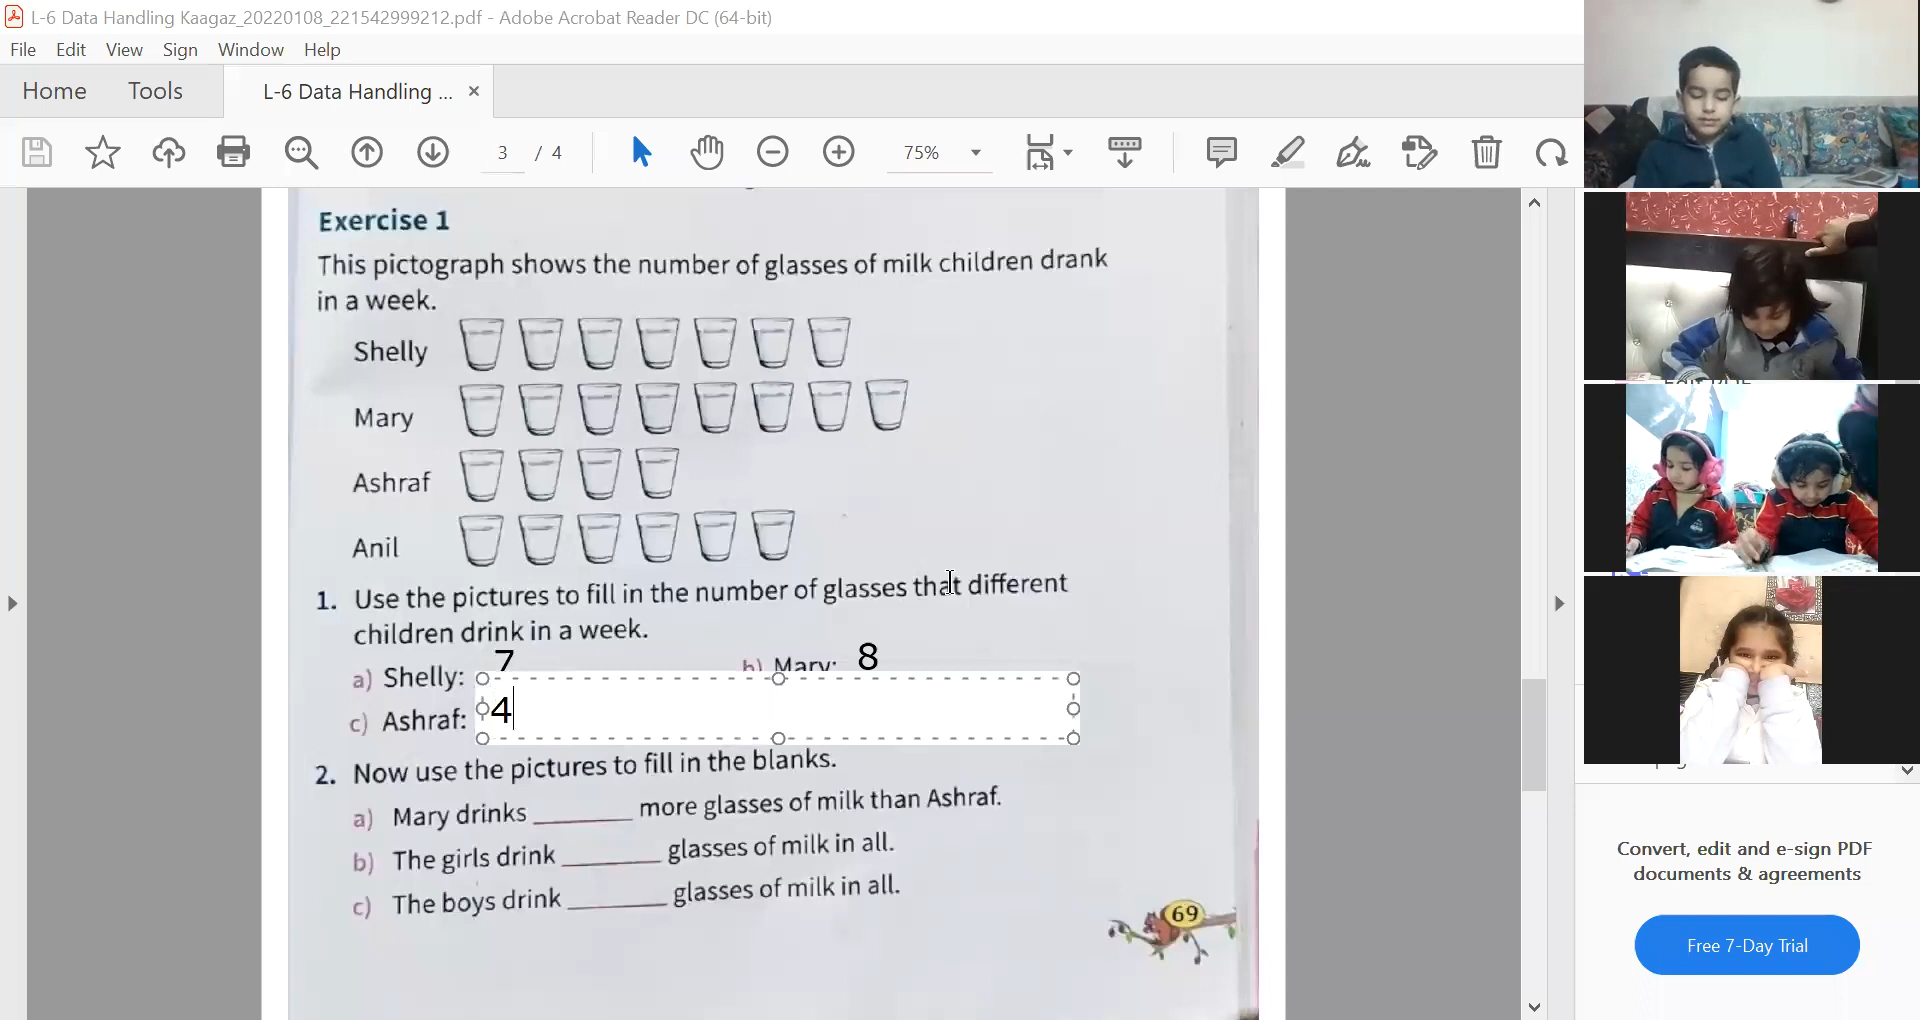 L-6 Data Handling Kaagaz_20220108_221542999212.pdf - Adobe Acrobat Reader DC (64-bit)
File Edit View Sign Window Help
Home Tools L-6 Data Handling ... ×
3 / 4 75%
Exercise 1
This pictograph shows the number of glasses of milk children drank
in a week.
Shelly
Mary
Ashraf
Anil
1. Use the pictures to fill in the number of glasses that different
children drink in a week.
a) Shelly: 7 b) Mary: 8
c) Ashraf: 4
2. Now use the pictures to fill in the blanks.
a) Mary drinks ______ more glasses of milk than Ashraf.
b) The girls drink ______ glasses of milk in all.
c) The boys drink ______ glasses of milk in all.
69
Convert, edit and e-sign PDF
documents & agreements
Free 7-Day Trial